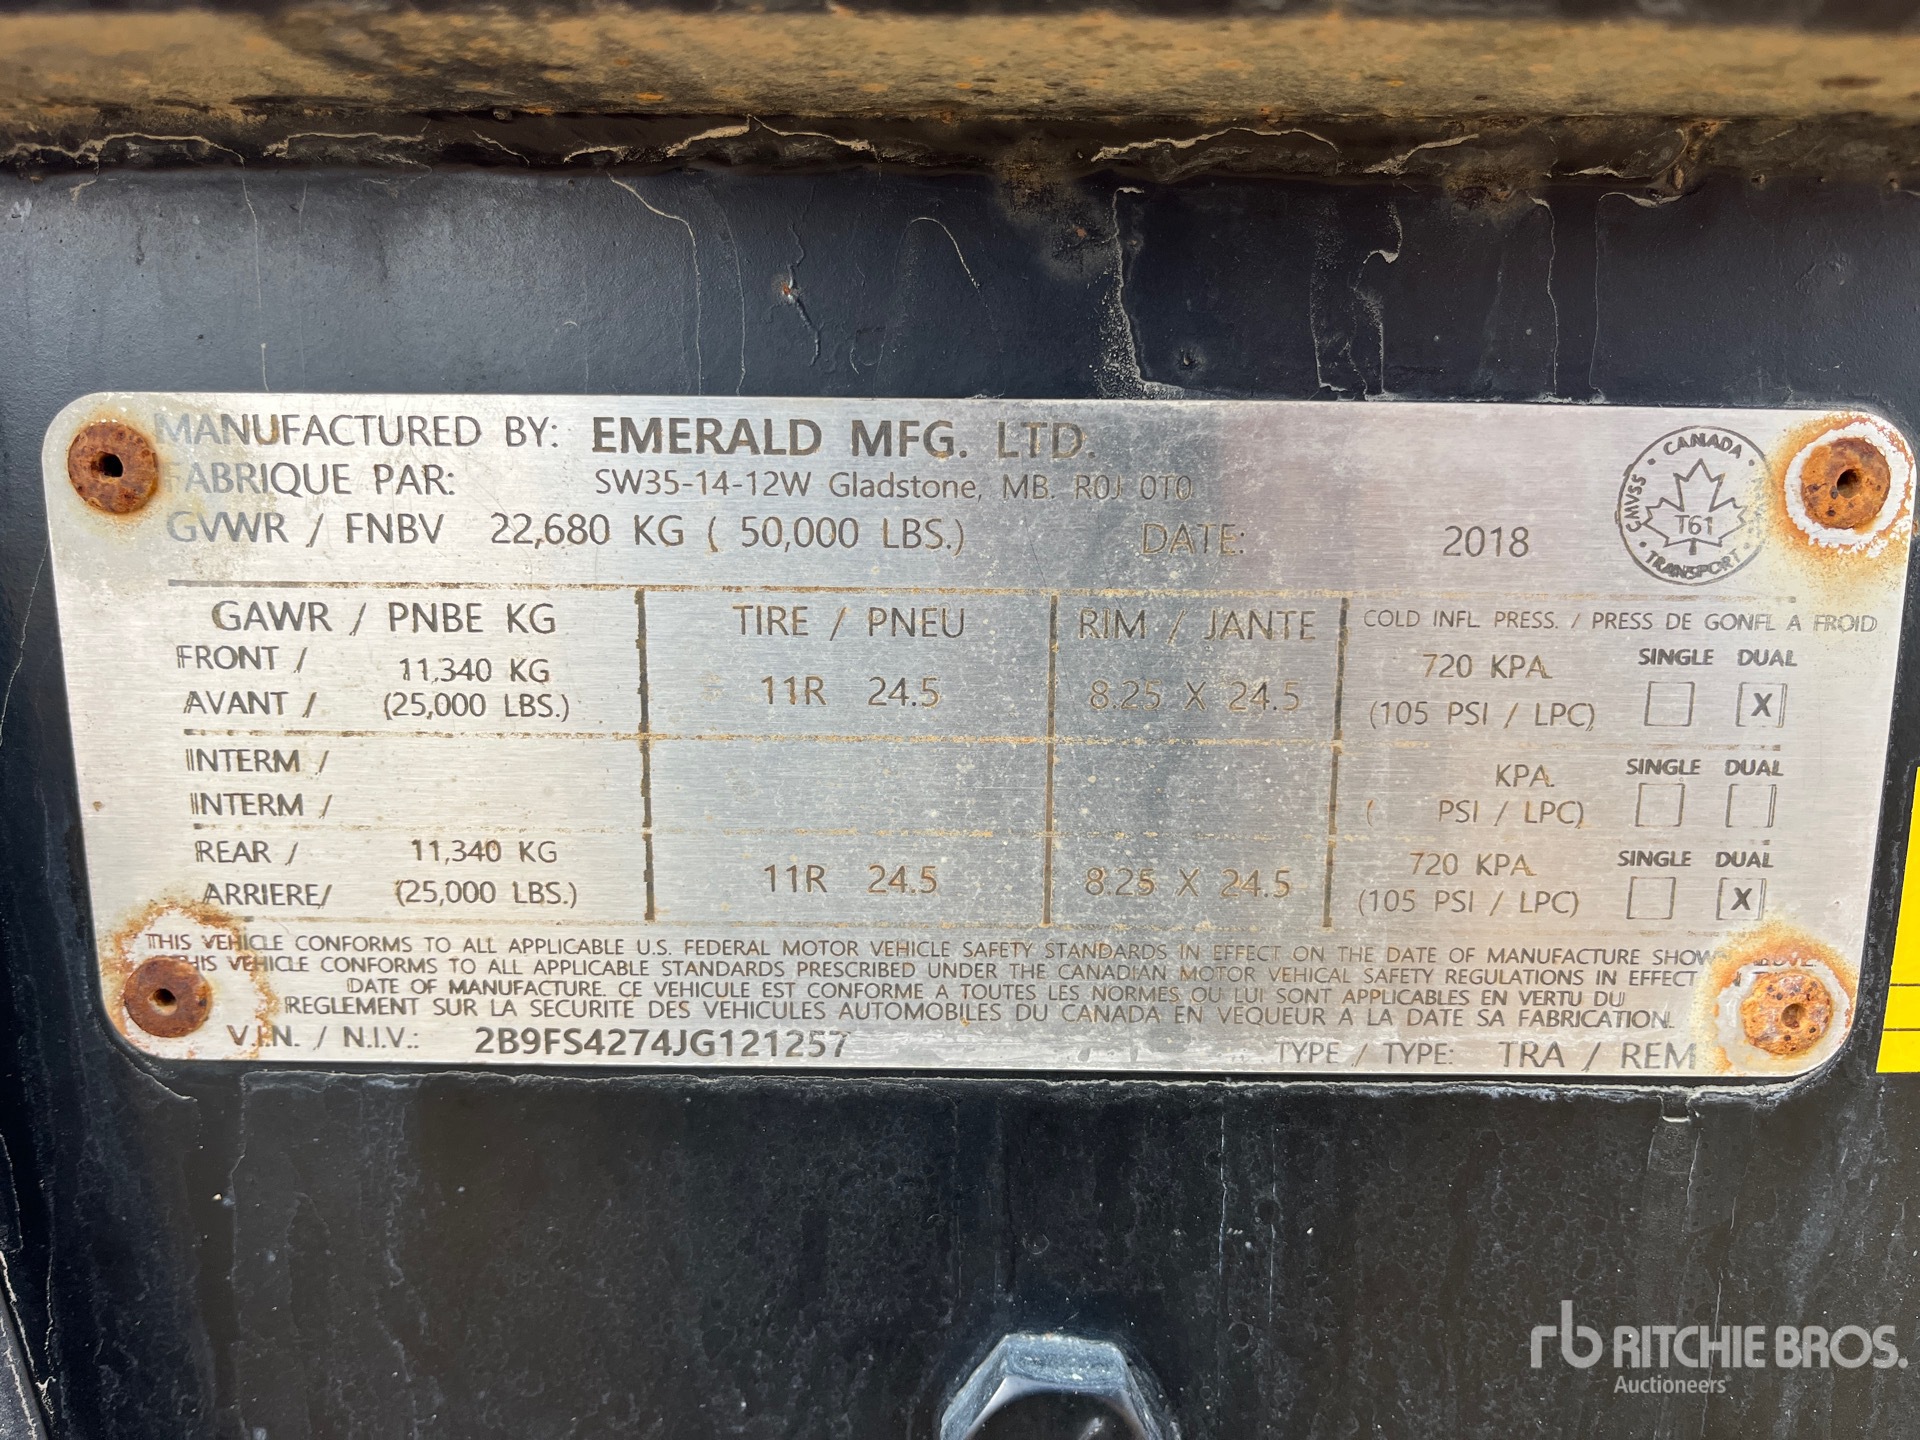 MANUFACTURED BY: EMERALD MFG. LTD.
FABRIQUE PAR: SW35-14-12W Gladstone, MB. R0J 0T0
GVWR / FNBV 22,680 KG ( 50,000 LBS.) DATE: 2018
CANADA
CMVSS
T61
TRANSPORT
GAWR / PNBE KG TIRE / PNEU RIM / JANTE COLD INFL. PRESS. / PRESS DE GONFL A FROID
FRONT / 11,340 KG 11R 24.5 8.25 X 24.5 720 KPA. SINGLE DUAL
AVANT / (25,000 LBS.) (105 PSI / LPC) X
INTERM / KPA. SINGLE DUAL
INTERM / ( PSI / LPC)
REAR / 11,340 KG 11R 24.5 8.25 X 24.5 720 KPA. SINGLE DUAL
ARRIERE/ (25,000 LBS.) (105 PSI / LPC) X
THIS VEHICLE CONFORMS TO ALL APPLICABLE U.S. FEDERAL MOTOR VEHICLE SAFETY STANDARDS IN EFFECT ON THE DATE OF MANUFACTURE SHOWN ABOVE
THIS VEHICLE CONFORMS TO ALL APPLICABLE STANDARDS PRESCRIBED UNDER THE CANADIAN MOTOR VEHICAL SAFETY REGULATIONS IN EFFECT
DATE OF MANUFACTURE. CE VEHICULE EST CONFORME A TOUTES LES NORMES QU LUI SONT APPLICABLES EN VERTU DU
REGLEMENT SUR LA SECURITE DES VEHICULES AUTOMOBILES DU CANADA EN VEQUEUR A LA DATE SA FABRICATION.
V.I.N. / N.I.V.: 2B9FS4274JG121257 TYPE / TYPE: TRA / REM
rb RITCHIE BROS.
Auctioneers